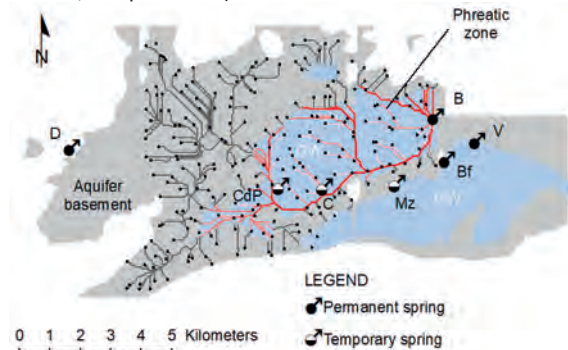 Phreatic
zone
N
B
D
V
Bf
Aquifer
basement
CdP
C
Mz
LEGEND
Permanent spring
0 1 2 3 4 5 Kilometers
Temporary spring